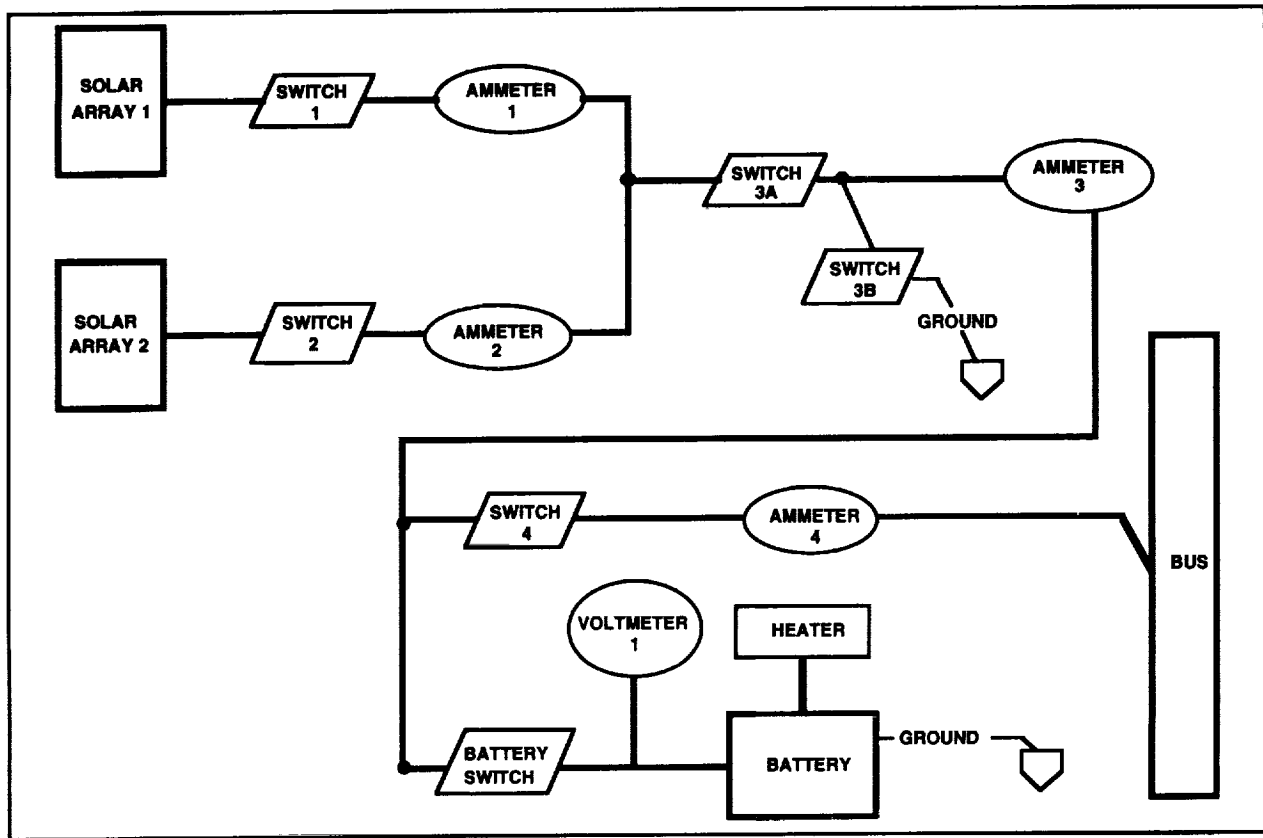 SOLAR
ARRAY 1
SWITCH
1
AMMETER
1
SWITCH
3A
AMMETER
3
SWITCH
3B
GROUND
SOLAR
ARRAY 2
SWITCH
2
AMMETER
2
SWITCH
4
AMMETER
4
BUS
VOLTMETER
1
HEATER
BATTERY
SWITCH
BATTERY
GROUND